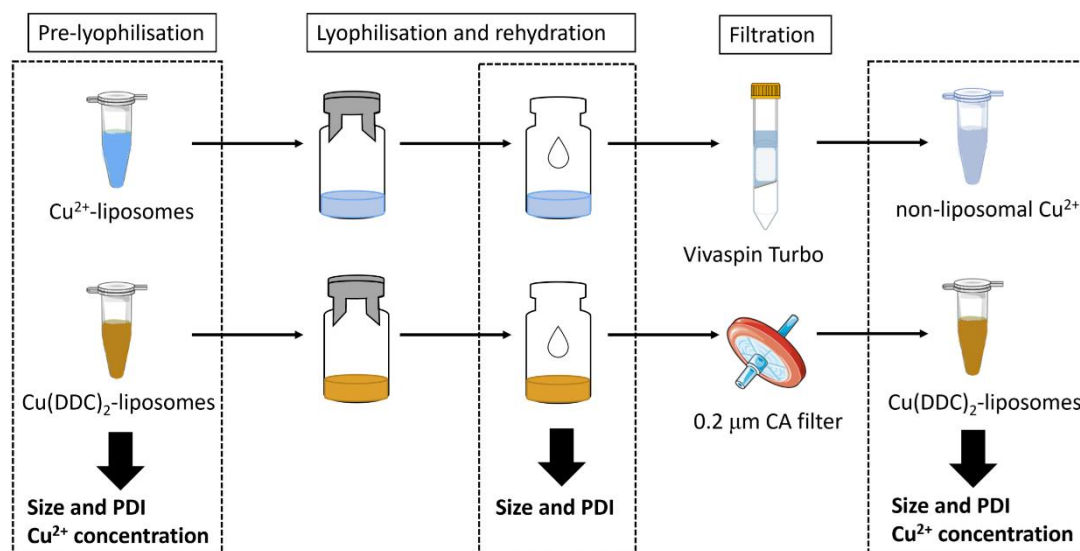 Pre-lyophilisation
Lyophilisation and rehydration
Filtration
Cu²⁺-liposomes
Vivaspin Turbo
non-liposomal Cu²⁺
Cu(DDC)₂-liposomes
0.2 μm CA filter
Cu(DDC)₂-liposomes
Size and PDI
Cu²⁺ concentration
Size and PDI
Size and PDI
Cu²⁺ concentration